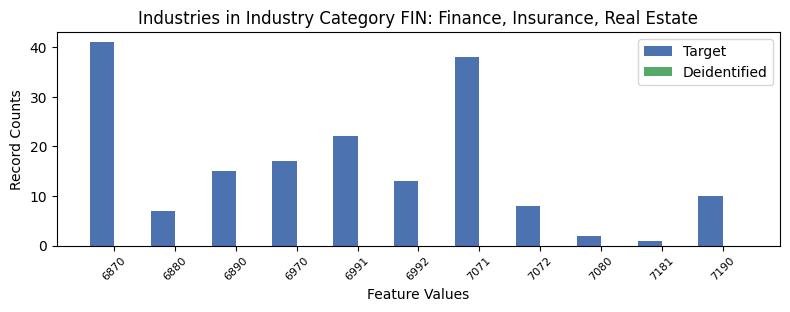 Industries in Industry Category FIN: Finance, Insurance, Real Estate
Target
Deidentified
Record Counts
40
30
20
10
0
6870 6880 6890 6970 6991 6992 7071 7072 7080 7181 7190
Feature Values